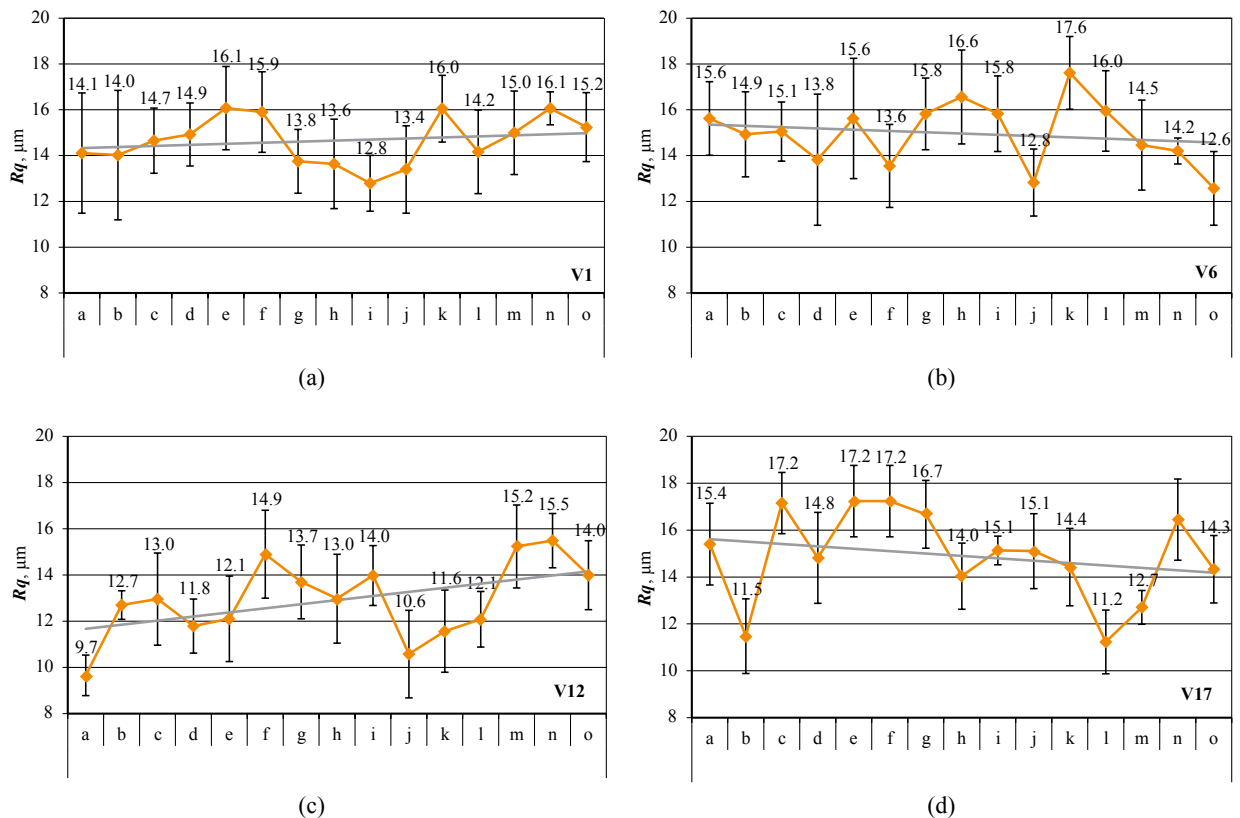 20
18
16
14
12
10
8
Rq, µm
14.1 14.0 14.7 14.9 16.1 15.9 13.8 13.6 12.8 13.4 16.0 14.2 15.0 16.1 15.2
V1
a b c d e f g h i j k l m n o
(a)
20
18
16
14
12
10
8
Rq, µm
15.6 14.9 15.1 13.8 15.6 13.6 15.8 16.6 15.8 12.8 17.6 16.0 14.5 14.2 12.6
V6
a b c d e f g h i j k l m n o
(b)
20
18
16
14
12
10
8
Rq, µm
9.7 12.7 13.0 11.8 12.1 14.9 13.7 13.0 14.0 10.6 11.6 12.1 15.2 15.5 14.0
V12
a b c d e f g h i j k l m n o
(c)
20
18
16
14
12
10
8
Rq, µm
15.4 11.5 17.2 14.8 17.2 17.2 16.7 14.0 15.1 15.1 14.4 11.2 12.7 14.3
V17
a b c d e f g h i j k l m n o
(d)